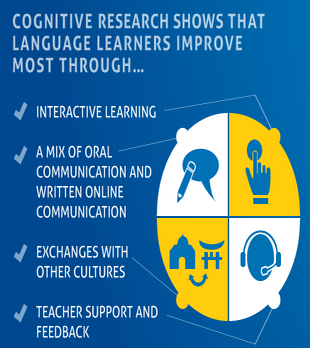 COGNITIVE RESEARCH SHOWS THAT
LANGUAGE LEARNERS IMPROVE
MOST THROUGH...
INTERACTIVE LEARNING
A MIX OF ORAL
COMMUNICATION AND
WRITTEN ONLINE
COMMUNICATION
EXCHANGES WITH
OTHER CULTURES
TEACHER SUPPORT AND
FEEDBACK